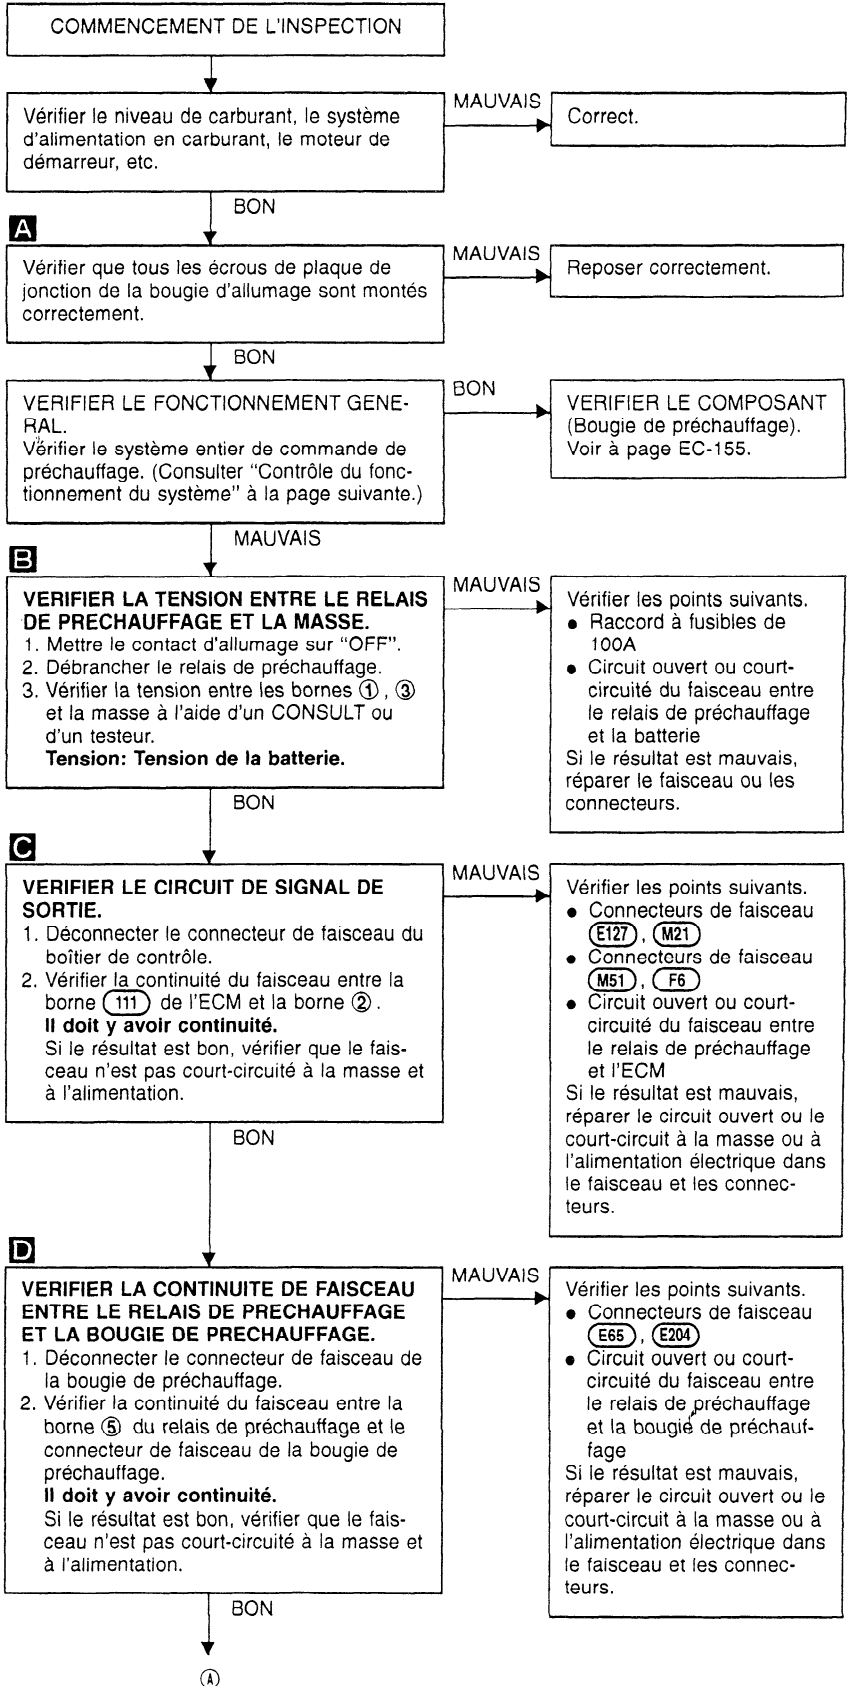 COMMENCEMENT DE L'INSPECTION
Vérifier le niveau de carburant, le système
d'alimentation en carburant, le moteur de
démarreur, etc.
MAUVAIS
Correct.
BON
A
Vérifier que tous les écrous de plaque de
jonction de la bougie d'allumage sont montés
correctement.
MAUVAIS
Reposer correctement.
BON
VERIFIER LE FONCTIONNEMENT GENE-
RAL.
Vérifier le système entier de commande de
préchauffage. (Consulter “Contrôle du fonc-
tionnement du système” à la page suivante.)
BON
VERIFIER LE COMPOSANT
(Bougie de préchauffage).
Voir à page EC-155.
MAUVAIS
B
VERIFIER LA TENSION ENTRE LE RELAIS
DE PRECHAUFFAGE ET LA MASSE.
1. Mettre le contact d'allumage sur “OFF”.
2. Débrancher le relais de préchauffage.
3. Vérifier la tension entre les bornes ①, ③
et la masse à l'aide d'un CONSULT ou
d'un testeur.
Tension: Tension de la batterie.
MAUVAIS
Vérifier les points suivants.
● Raccord à fusibles de
100A
● Circuit ouvert ou court-
circuité du faisceau entre
le relais de préchauffage
et la batterie
Si le résultat est mauvais,
réparer le faisceau ou les
connecteurs.
BON
C
VERIFIER LE CIRCUIT DE SIGNAL DE
SORTIE.
1. Déconnecter le connecteur de faisceau du
boîtier de contrôle.
2. Vérifier la continuité du faisceau entre la
borne 111 de l'ECM et la borne ②.
Il doit y avoir continuité.
Si le résultat est bon, vérifier que le fais-
ceau n'est pas court-circuité à la masse et
à l'alimentation.
MAUVAIS
Vérifier les points suivants.
● Connecteurs de faisceau
E127, M21
● Connecteurs de faisceau
M51, F6
● Circuit ouvert ou court-
circuité du faisceau entre
le relais de préchauffage
et l'ECM
Si le résultat est mauvais,
réparer le circuit ouvert ou le
court-circuit à la masse ou à
l'alimentation électrique dans
le faisceau et les connec-
teurs.
BON
D
VERIFIER LA CONTINUITE DE FAISCEAU
ENTRE LE RELAIS DE PRECHAUFFAGE
ET LA BOUGIE DE PRECHAUFFAGE.
1. Déconnecter le connecteur de faisceau de
la bougie de préchauffage.
2. Vérifier la continuité du faisceau entre la
borne ⑤ du relais de préchauffage et le
connecteur de faisceau de la bougie de
préchauffage.
Il doit y avoir continuité.
Si le résultat est bon, vérifier que le fais-
ceau n'est pas court-circuité à la masse et
à l'alimentation.
MAUVAIS
Vérifier les points suivants.
● Connecteurs de faisceau
E65, E204
● Circuit ouvert ou court-
circuité du faisceau entre
le relais de préchauffage
et la bougie de préchauf-
fage
Si le résultat est mauvais,
réparer le circuit ouvert ou le
court-circuit à la masse ou à
l'alimentation électrique dans
le faisceau et les connec-
teurs.
BON
Ⓐ